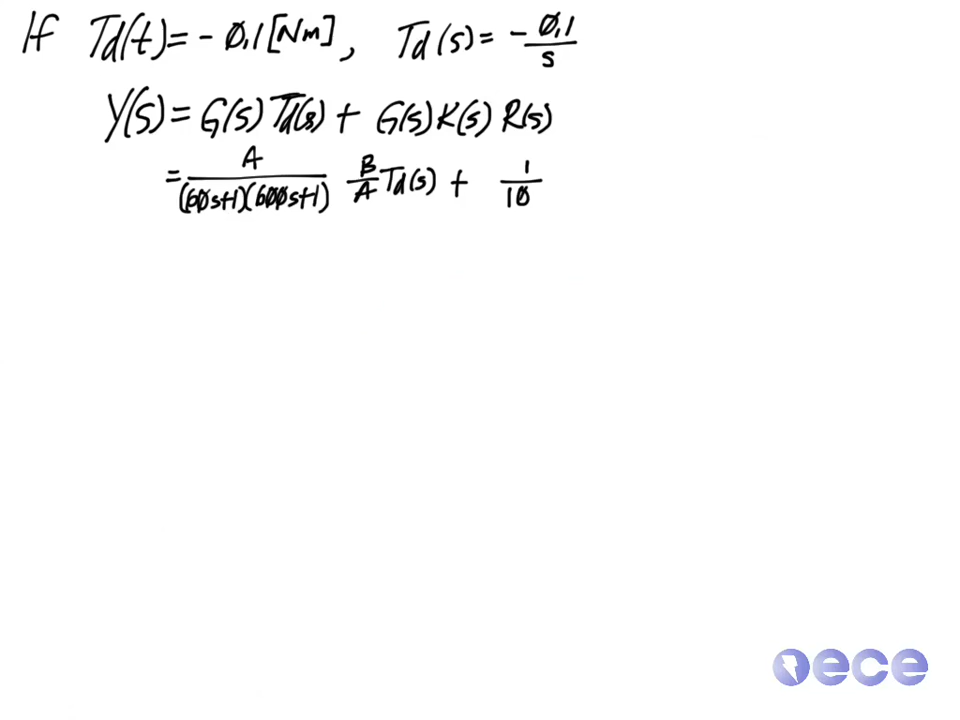 If Td(t) = - 0.1 [Nm], Td(s) = - 0.1/s
Y(s) = G(s) Td(s) + G(s) K(s) R(s)
= A/((60s+1)(600s+1)) B/A Td(s) + 1/10
ece